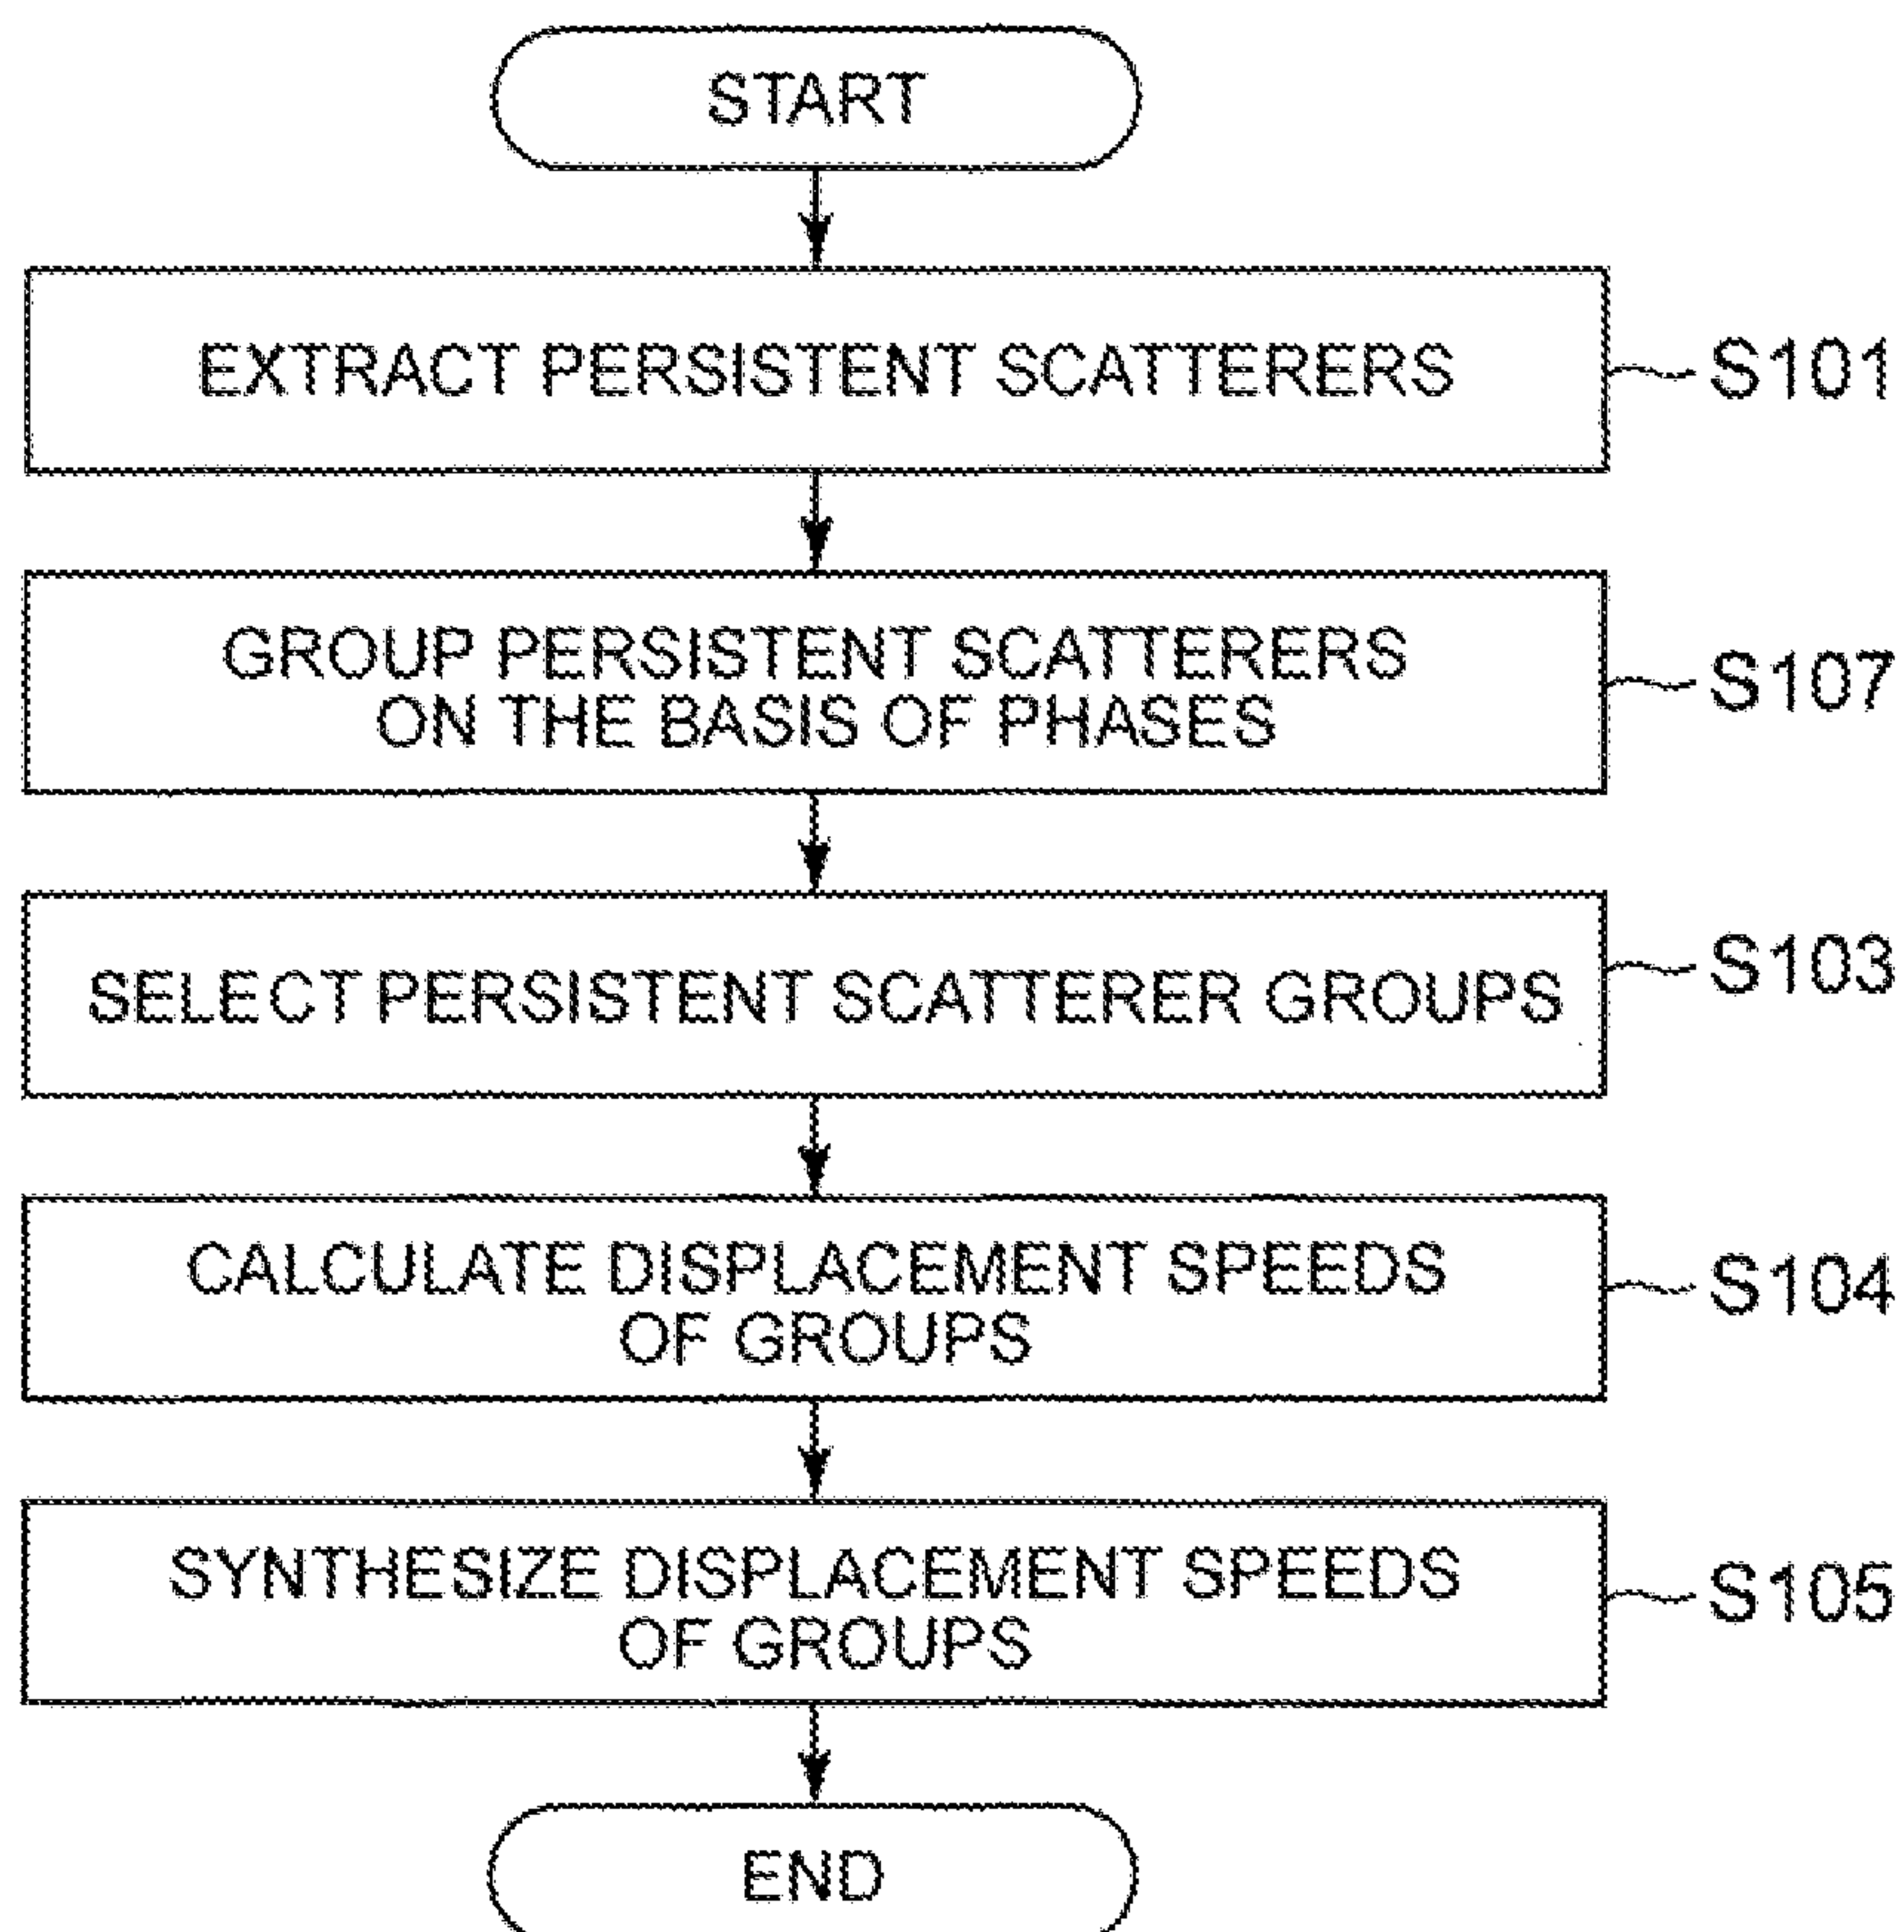 START
EXTRACT PERSISTENT SCATTERERS
S101
GROUP PERSISTENT SCATTERERS
ON THE BASIS OF PHASES
S107
SELECT PERSISTENT SCATTERER GROUPS
S103
CALCULATE DISPLACEMENT SPEEDS
OF GROUPS
S104
SYNTHESIZE DISPLACEMENT SPEEDS
OF GROUPS
S105
END